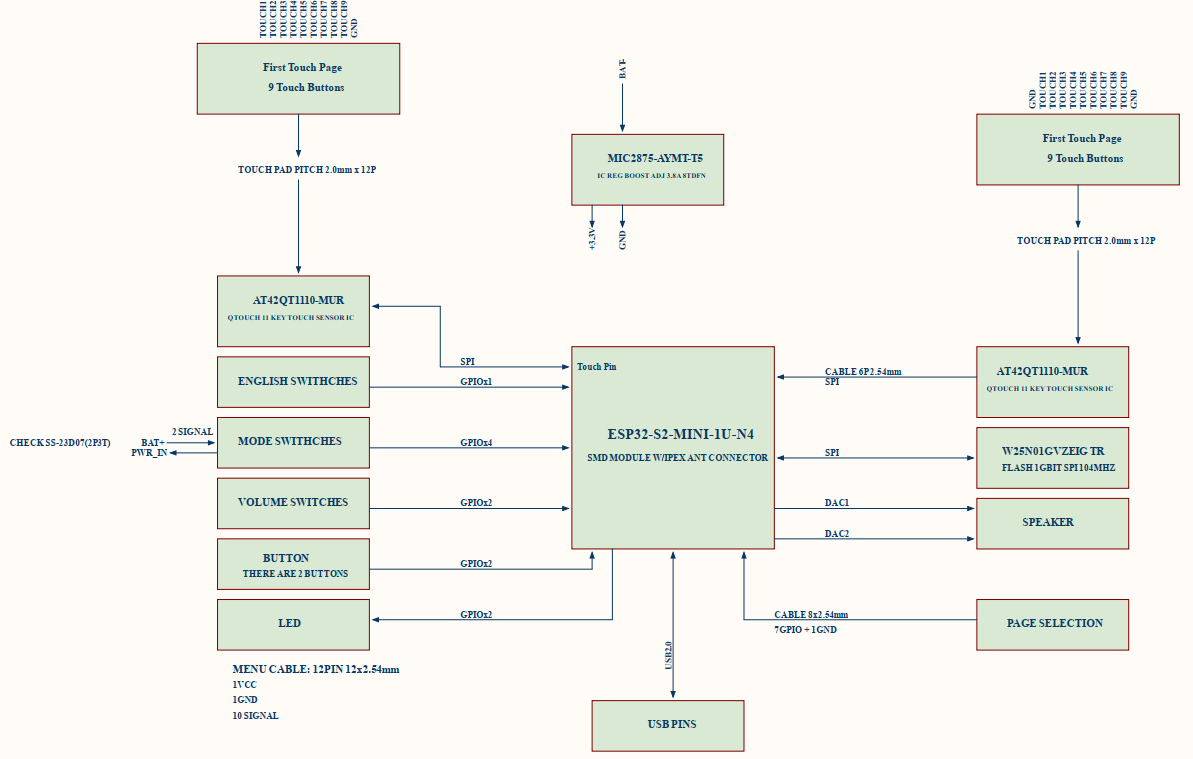 TOUCH1
TOUCH2
TOUCH3
TOUCH4
TOUCH5
TOUCH6
TOUCH7
TOUCH8
TOUCH9
GND
First Touch Page
9 Touch Buttons
TOUCH PAD PITCH 2.0mm x 12P
BAT-
MIC2875-AYMT-T5
IC REG BOOST ADJ 3.8A 8TDFN
+3.3V
GND
GND
TOUCH1
TOUCH2
TOUCH3
TOUCH4
TOUCH5
TOUCH6
TOUCH7
TOUCH8
TOUCH9
GND
First Touch Page
9 Touch Buttons
TOUCH PAD PITCH 2.0mm x 12P
AT42QT1110-MUR
QTOUCH 11 KEY TOUCH SENSOR IC
SPI
ENGLISH SWITHCHES
GPIOx1
CHECK SS-23D07(2P3T)
2 SIGNAL
BAT+
PWR_IN
MODE SWITHCHES
GPIOx4
VOLUME SWITCHES
GPIOx2
BUTTON
THERE ARE 2 BUTTONS
GPIOx2
LED
GPIOx2
MENU CABLE: 12PIN 12x2.54mm
1VCC
1GND
10 SIGNAL
Touch Pin
ESP32-S2-MINI-1U-N4
SMD MODULE W/IPEX ANT CONNECTOR
CABLE 6P2.54mm
SPI
AT42QT1110-MUR
QTOUCH 11 KEY TOUCH SENSOR IC
SPI
W25N01GVZEIG TR
FLASH 1GBIT SPI 104MHZ
DAC1
DAC2
SPEAKER
CABLE 8x2.54mm
7GPIO + 1GND
PAGE SELECTION
USB2.0
USB PINS